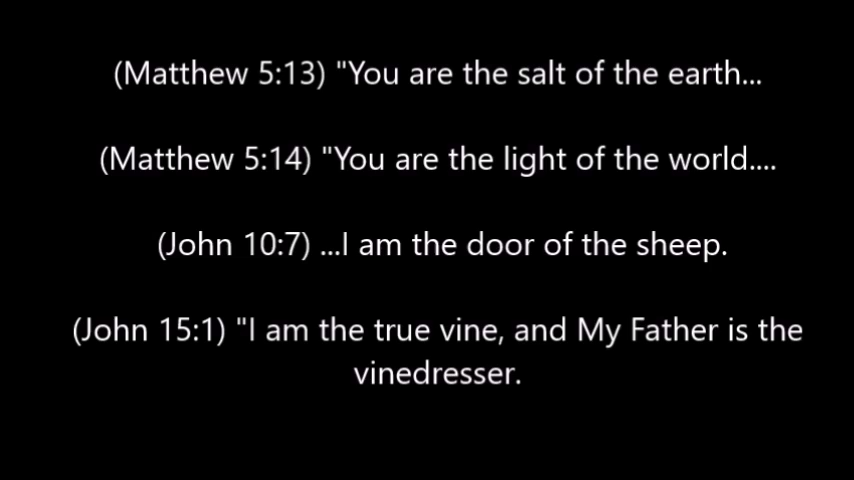 (Matthew 5:13) "You are the salt of the earth...
(Matthew 5:14) "You are the light of the world....
(John 10:7) ...I am the door of the sheep.
(John 15:1) "I am the true vine, and My Father is the
vinedresser.